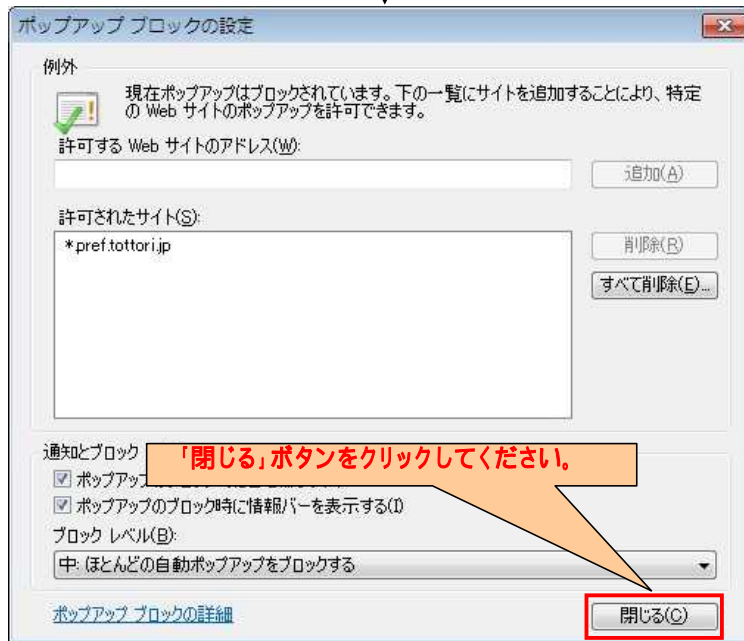 ポップアップ ブロックの設定
例外
現在ポップアップはブロックされています。下の一覧にサイトを追加することにより、特定
の Web サイトのポップアップを許可できます。
許可する Web サイトのアドレス(W):
追加(A)
許可されたサイト(S):
*.pref.tottori.jp
削除(R)
すべて削除(E)...
通知とブロック
「閉じる」ボタンをクリックしてください。
ポップアップ
ポップアップのブロック時に情報バーを表示する(I)
ブロック レベル(B):
中: ほとんどの自動ポップアップをブロックする
ポップアップ ブロックの詳細
閉じる(C)